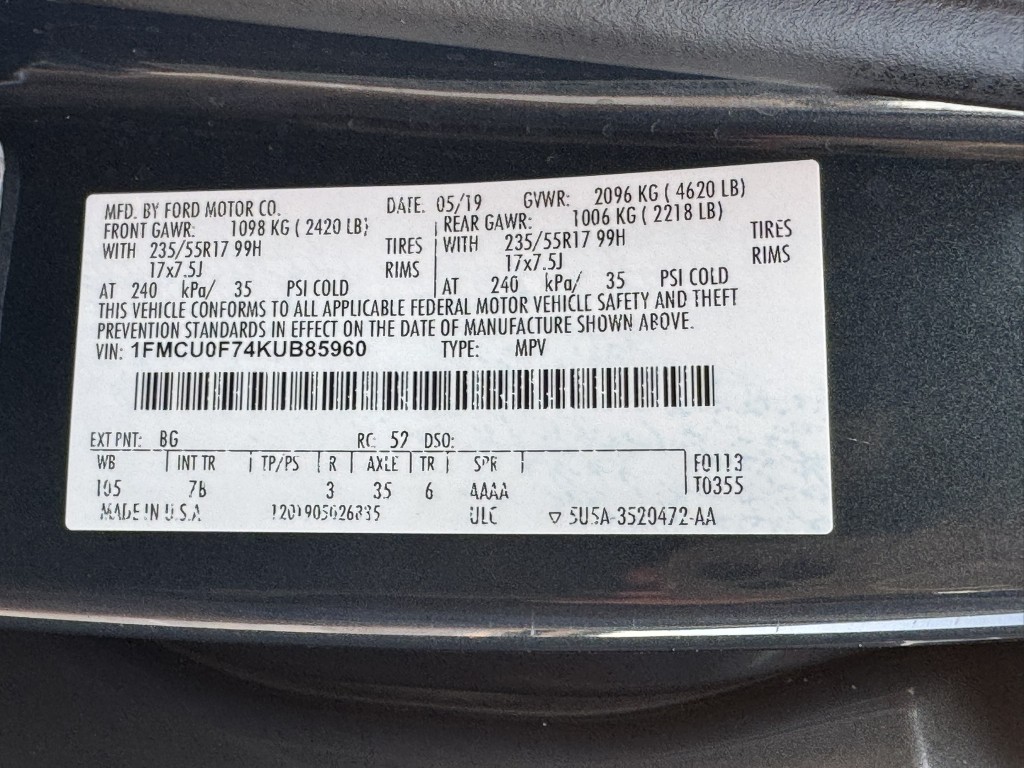 MFD. BY FORD MOTOR CO. DATE: 05/19 GVWR: 2096 KG ( 4620 LB)
FRONT GAWR: 1098 KG ( 2420 LB) REAR GAWR: 1006 KG ( 2218 LB)
WITH 235/55R17 99H TIRES WITH 235/55R17 99H TIRES
17x7.5J RIMS 17x7.5J RIMS
AT 240 kPa/ 35 PSI COLD AT 240 kPa/ 35 PSI COLD
THIS VEHICLE CONFORMS TO ALL APPLICABLE FEDERAL MOTOR VEHICLE SAFETY AND THEFT
PREVENTION STANDARDS IN EFFECT ON THE DATE OF MANUFACTURE SHOWN ABOVE.
VIN: 1FMCU0F74KUB85960 TYPE: MPV
EXT PNT: BG RC: 52 DSO:
WB INT TR TP/PS R AXLE TR SPR F0113
105 7B 3 35 6 AAAA T0355
MADE IN U.S.A ULC ▽ 5U5A-3520472-AA